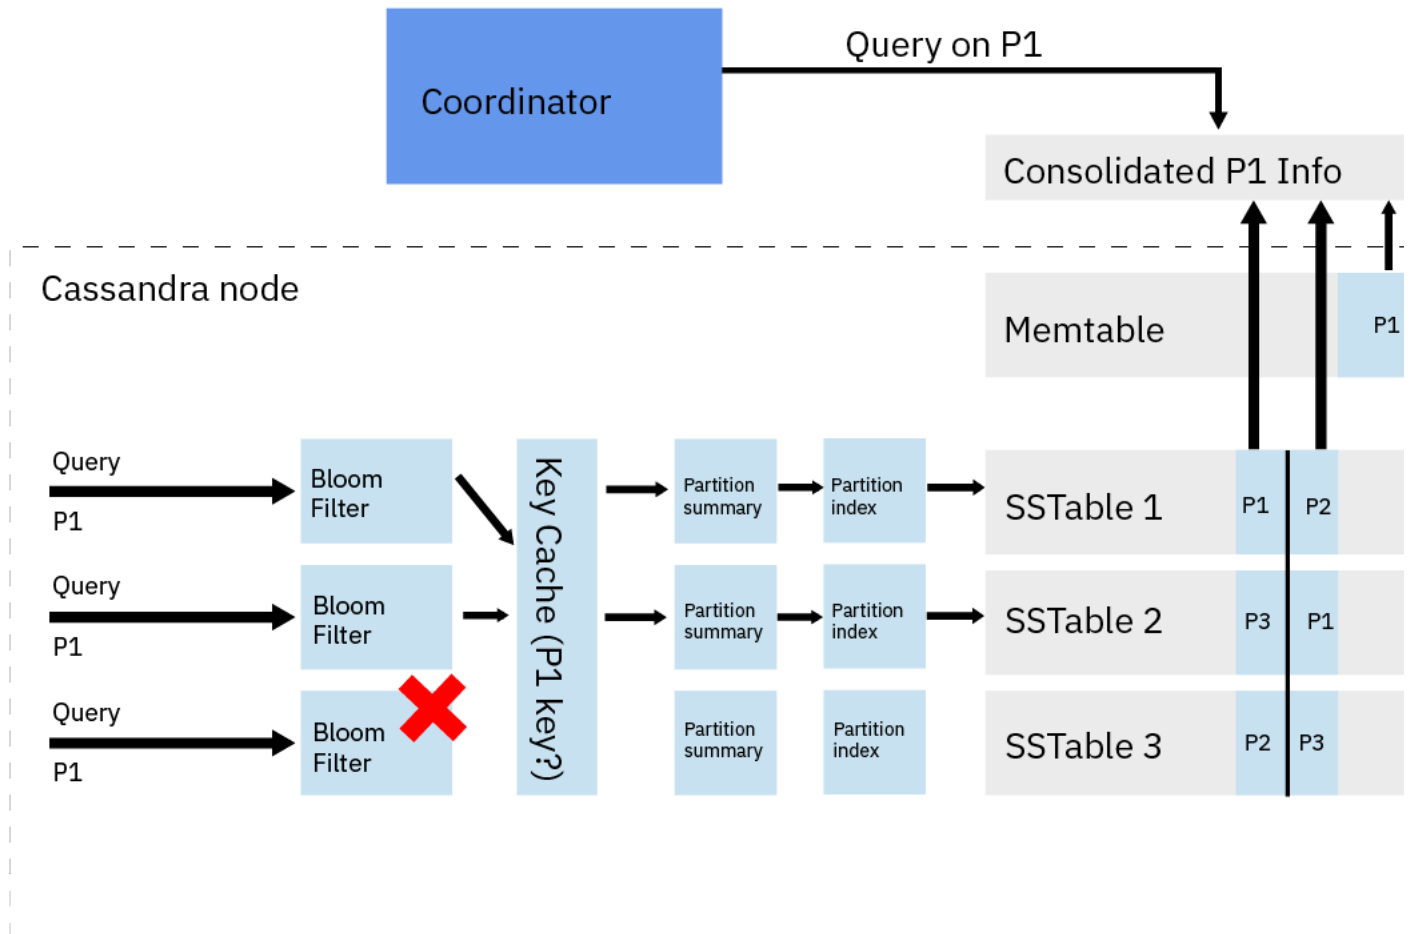 Query on P1
Coordinator
Consolidated P1 Info
Cassandra node
Memtable
P1
Query
P1
Bloom
Filter
Key Cache (P1 key?)
Partition
summary
Partition
index
SSTable 1
P1
P2
Query
P1
Bloom
Filter
Partition
summary
Partition
index
SSTable 2
P3
P1
Query
P1
Bloom
Filter
Partition
summary
Partition
index
SSTable 3
P2
P3